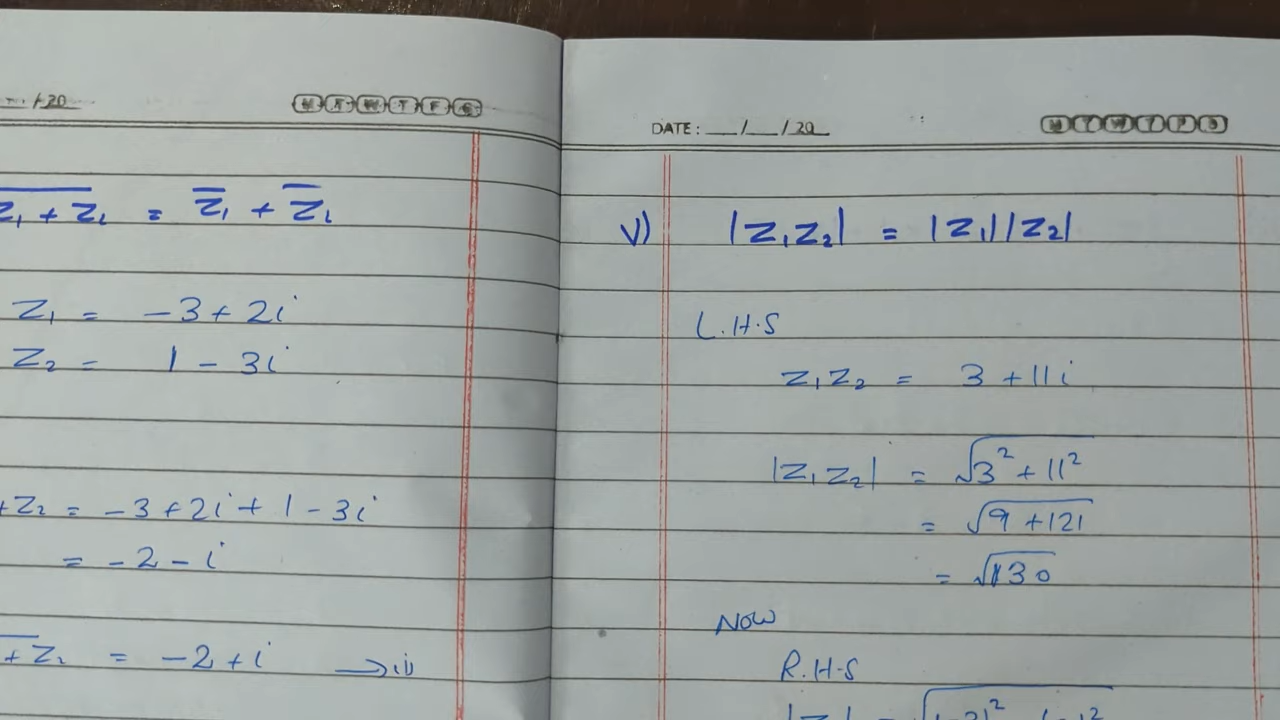 /20
M T W T F S
z₁ + z₂ = z̅₁ + z̅₂
z₁ = -3 + 2i
z₂ = 1 - 3i
+z₂ = -3 + 2i + 1 - 3i
= -2 - i
+z₂ = -2 + i → (i)
DATE: __/__/20__
M T W T F S
V) |z₁z₂| = |z₁||z₂|
L.H.S
z₁z₂ = 3 + 11i
|z₁z₂| = √3² + 11²
= √9 + 121
= √130
Now
R.H.S